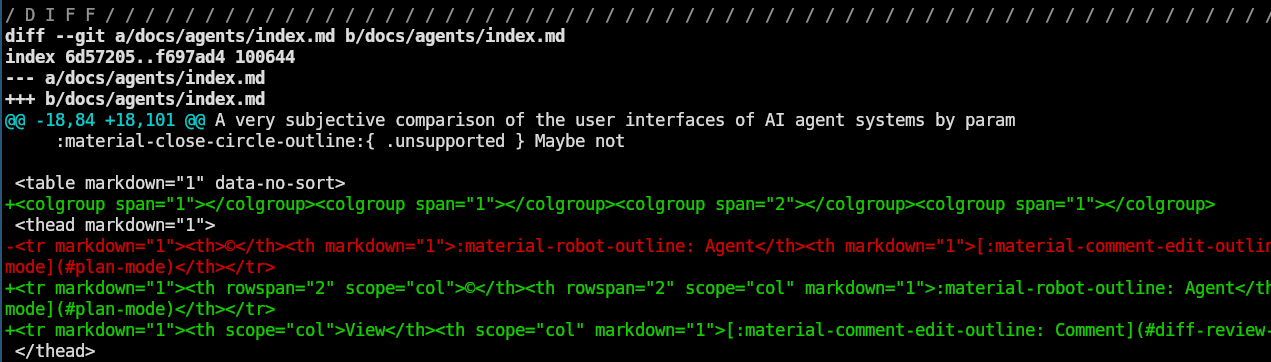 / D I F F / / / / / / / / / / / / / / / / / / / / / / / / / / / / / / / / / / / / / / / / / / / / / / / / / / / / / / / / / /
diff --git a/docs/agents/index.md b/docs/agents/index.md
index 6d57205..f697ad4 100644
--- a/docs/agents/index.md
+++ b/docs/agents/index.md
@@ -18,84 +18,101 @@ A very subjective comparison of the user interfaces of AI agent systems by param
     :material-close-circle-outline:{ .unsupported } Maybe not

 <table markdown="1" data-no-sort>
+<colgroup span="1"></colgroup><colgroup span="1"></colgroup><colgroup span="2"></colgroup><colgroup span="1"></colgroup>
 <thead markdown="1">
-<tr markdown="1"><th>©</th><th markdown="1">:material-robot-outline: Agent</th><th markdown="1">[:material-comment-edit-outlin
mode](#plan-mode)</th></tr>
+<tr markdown="1"><th rowspan="2" scope="col">©</th><th rowspan="2" scope="col" markdown="1">:material-robot-outline: Agent</th
mode](#plan-mode)</th></tr>
+<tr markdown="1"><th scope="col">View</th><th scope="col" markdown="1">[:material-comment-edit-outline: Comment](#diff-review-
 </thead>